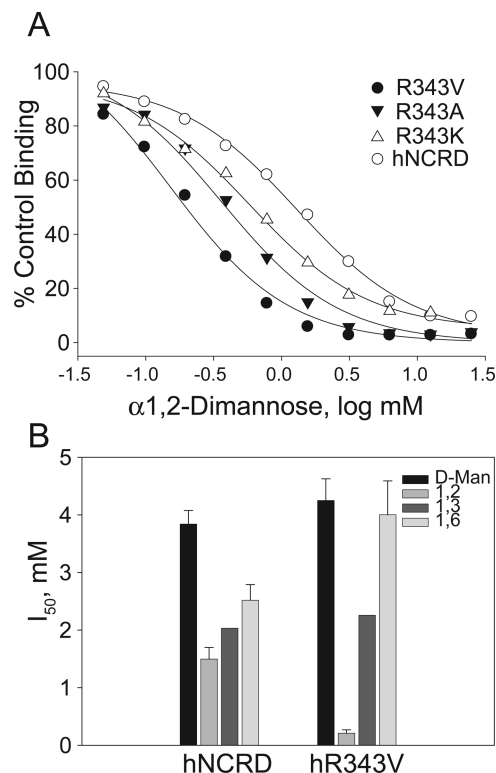 A
100
80
60
40
20
0
% Control Binding
R343V
R343A
R343K
hNCRD
-1.5 -1.0 -0.5 0.0 0.5 1.0 1.5
α1,2-Dimannose, log mM
B
5
4
3
2
1
0
I50, mM
D-Man
1,2
1,3
1,6
hNCRD hR343V